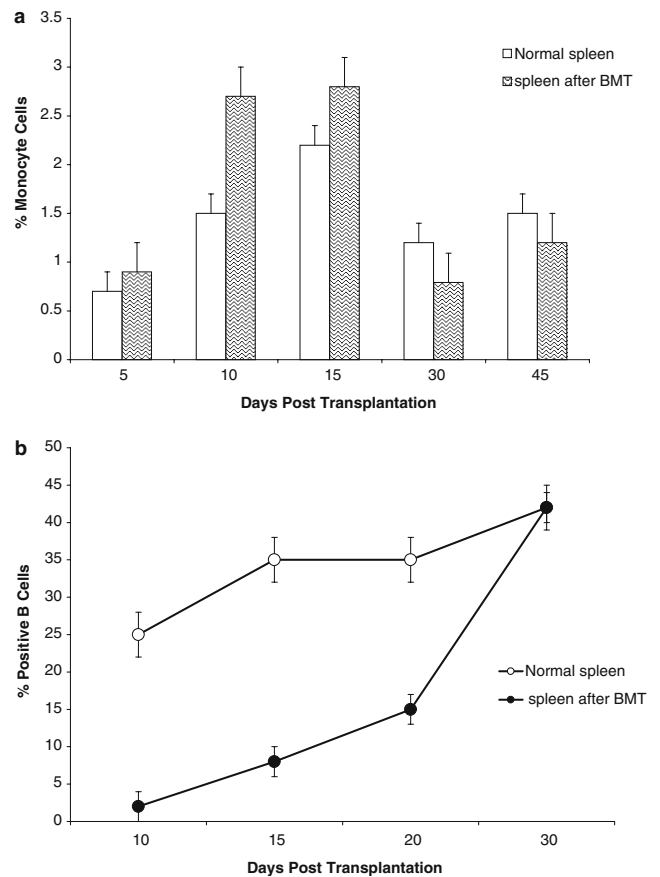 a
3.5
3
2.5
2
1.5
1
0.5
0
% Monocyte Cells
Normal spleen
spleen after BMT
5 10 15 30 45
Days Post Transplantation
b
50
45
40
35
30
25
20
15
10
5
0
% Positive B Cells
Normal spleen
spleen after BMT
10 15 20 30
Days Post Transplantation